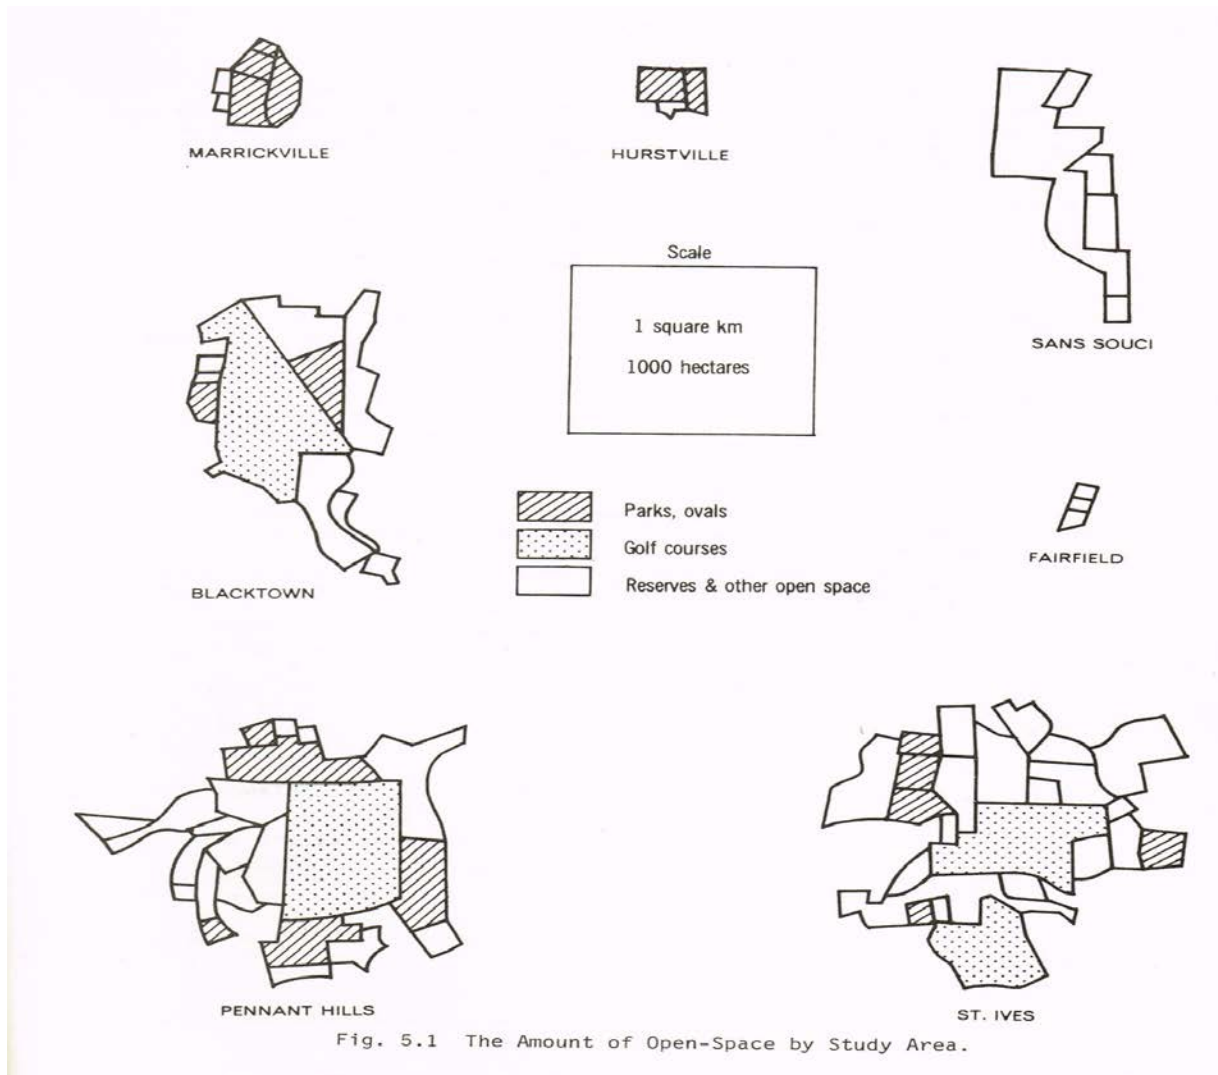 MARRICKVILLE
HURSTVILLE
Scale
1 square km
1000 hectares
SANS SOUCI
Parks, ovals
Golf courses
Reserves & other open space
FAIRFIELD
BLACKTOWN
PENNANT HILLS
ST. IVES
Fig. 5.1 The Amount of Open-Space by Study Area.